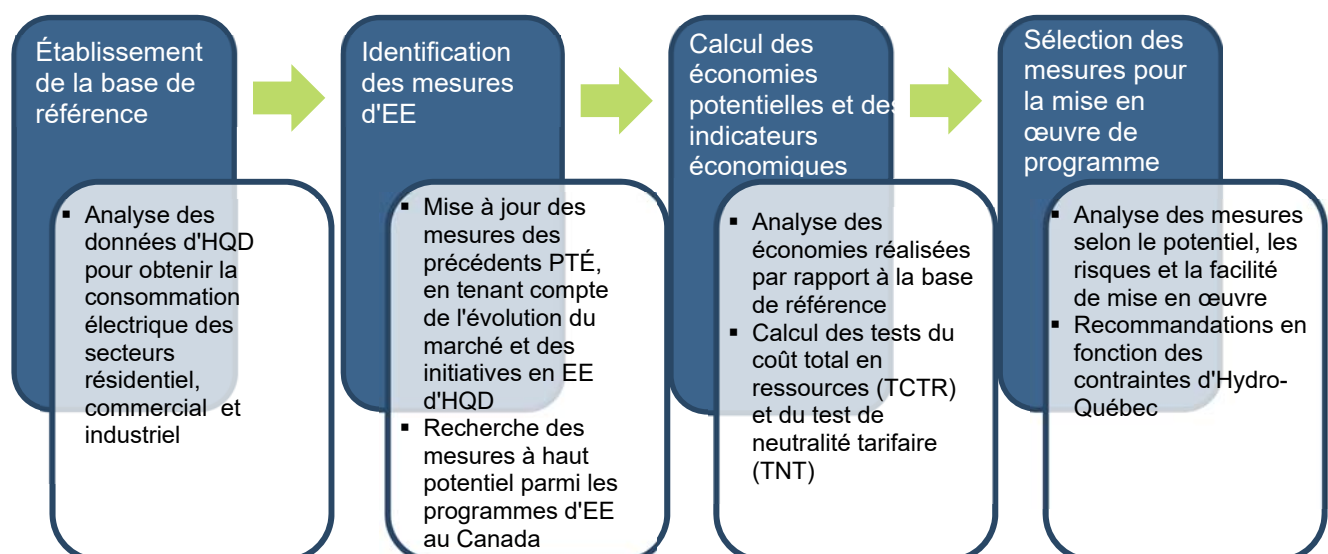 Établissement
de la base de
référence
▪ Analyse des
données d'HQD
pour obtenir la
consommation
électrique des
secteurs
résidentiel,
commercial et
industriel
Identification
des mesures
d'EE
▪ Mise à jour des
mesures des
précédents PTÉ,
en tenant compte
de l'évolution du
marché et des
initiatives en EE
d'HQD
▪ Recherche des
mesures à haut
potentiel parmi les
programmes d'EE
au Canada
Calcul des
économies
potentielles et des
indicateurs
économiques
▪ Analyse des
économies réalisées
par rapport à la base
de référence
▪ Calcul des tests du
coût total en
ressources (TCTR)
et du test de
neutralité tarifaire
(TNT)
Sélection des
mesures pour
la mise en
œuvre de
programme
▪ Analyse des mesures
selon le potentiel, les
risques et la facilité
de mise en œuvre
▪ Recommandations en
fonction des
contraintes d'Hydro-
Québec